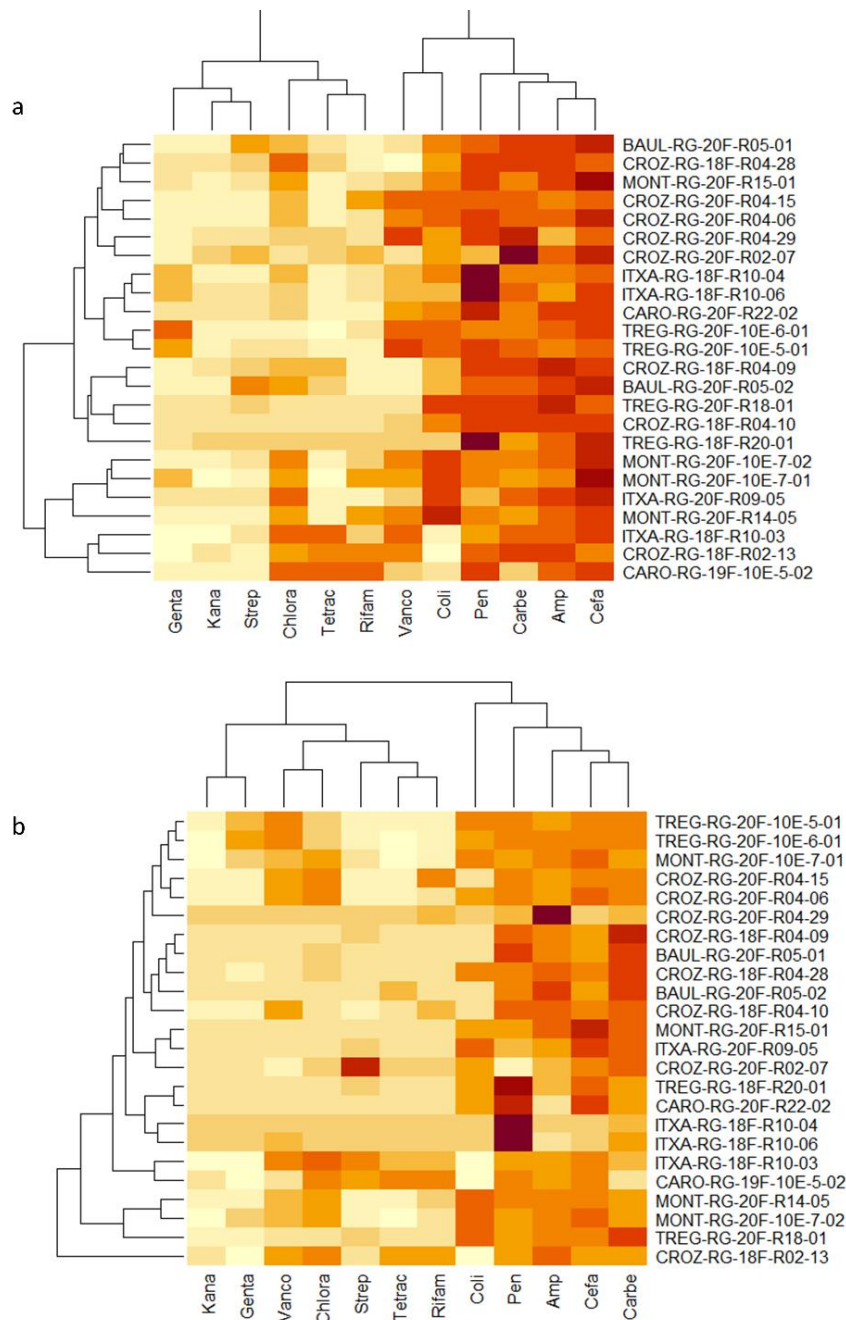 a
BAUL-RG-20F-R05-01
CROZ-RG-18F-R04-28
MONT-RG-20F-R15-01
CROZ-RG-20F-R04-15
CROZ-RG-20F-R04-06
CROZ-RG-20F-R04-29
CROZ-RG-20F-R02-07
ITXA-RG-18F-R10-04
ITXA-RG-18F-R10-06
CARO-RG-20F-R22-02
TREG-RG-20F-10E-6-01
TREG-RG-20F-10E-5-01
CROZ-RG-18F-R04-09
BAUL-RG-20F-R05-02
TREG-RG-20F-R18-01
CROZ-RG-18F-R04-10
TREG-RG-18F-R20-01
MONT-RG-20F-10E-7-02
MONT-RG-20F-10E-7-01
ITXA-RG-20F-R09-05
MONT-RG-20F-R14-05
ITXA-RG-18F-R10-03
CROZ-RG-18F-R02-13
CARO-RG-19F-10E-5-02
Genta Kana Strep Chlora Tetrac Rifam Vanco Coli Pen Carbe Amp Cefa
b
TREG-RG-20F-10E-5-01
TREG-RG-20F-10E-6-01
MONT-RG-20F-10E-7-01
CROZ-RG-20F-R04-15
CROZ-RG-20F-R04-06
CROZ-RG-20F-R04-29
CROZ-RG-18F-R04-09
BAUL-RG-20F-R05-01
CROZ-RG-18F-R04-28
BAUL-RG-20F-R05-02
CROZ-RG-18F-R04-10
MONT-RG-20F-R15-01
ITXA-RG-20F-R09-05
CROZ-RG-20F-R02-07
TREG-RG-18F-R20-01
CARO-RG-20F-R22-02
ITXA-RG-18F-R10-04
ITXA-RG-18F-R10-06
ITXA-RG-18F-R10-03
CARO-RG-19F-10E-5-02
MONT-RG-20F-R14-05
MONT-RG-20F-10E-7-02
TREG-RG-20F-R18-01
CROZ-RG-18F-R02-13
Kana Genta Vanco Chlora Strep Tetrac Rifam Coli Pen Amp Cefa Carbe